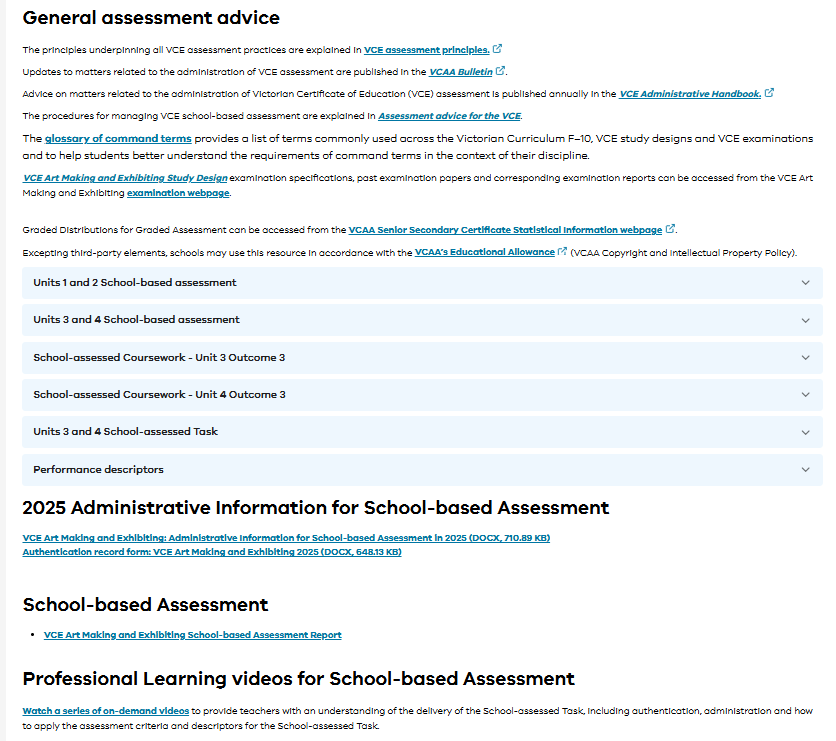 General assessment advice
The principles underpinning all VCE assessment practices are explained in VCE assessment principles.
Updates to matters related to the administration of VCE assessment are published in the VCAA Bulletin.
Advice on matters related to the administration of Victorian Certificate of Education (VCE) assessment is published annually in the VCE Administrative Handbook.
The procedures for managing VCE school-based assessment are explained in Assessment advice for the VCE.
The glossary of command terms provides a list of terms commonly used across the Victorian Curriculum F–10, VCE study designs and VCE examinations
and to help students better understand the requirements of command terms in the context of their discipline.
VCE Art Making and Exhibiting Study Design examination specifications, past examination papers and corresponding examination reports can be accessed from the VCE Art
Making and Exhibiting examination webpage.
Graded Distributions for Graded Assessment can be accessed from the VCAA Senior Secondary Certificate Statistical Information webpage.
Excepting third-party elements, schools may use this resource in accordance with the VCAA's Educational Allowance (VCAA Copyright and Intellectual Property Policy).
Units 1 and 2 School-based assessment
Units 3 and 4 School-based assessment
School-assessed Coursework - Unit 3 Outcome 3
School-assessed Coursework - Unit 4 Outcome 3
Units 3 and 4 School-assessed Task
Performance descriptors
2025 Administrative Information for School-based Assessment
VCE Art Making and Exhibiting: Administrative Information for School-based Assessment in 2025 (DOCX, 710.89 KB)
Authentication record form: VCE Art Making and Exhibiting 2025 (DOCX, 648.13 KB)
School-based Assessment
• VCE Art Making and Exhibiting School-based Assessment Report
Professional Learning videos for School-based Assessment
Watch a series of on-demand videos to provide teachers with an understanding of the delivery of the School-assessed Task, including authentication, administration and how
to apply the assessment criteria and descriptors for the School-assessed Task.